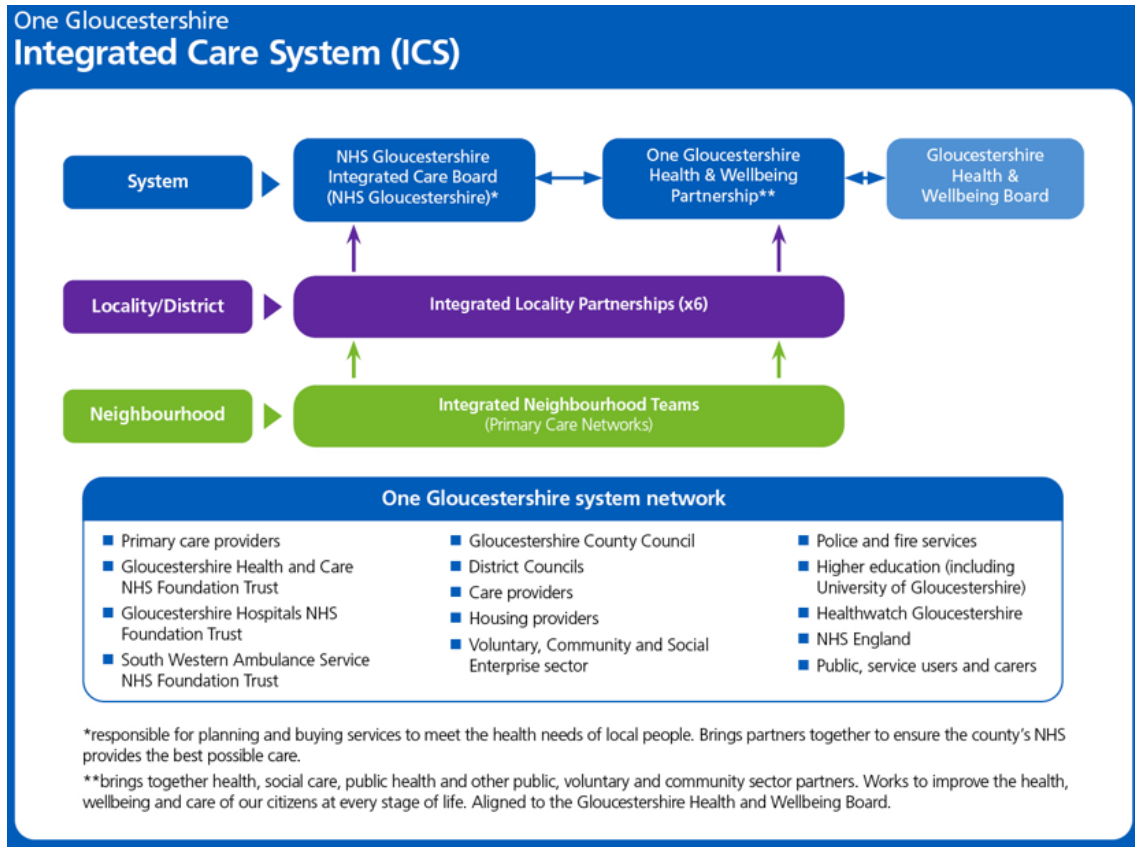 One Gloucestershire
Integrated Care System (ICS)
System
NHS Gloucestershire
Integrated Care Board
(NHS Gloucestershire)*
One Gloucestershire
Health & Wellbeing
Partnership**
Gloucestershire
Health &
Wellbeing Board
Locality/District
Integrated Locality Partnerships (x6)
Neighbourhood
Integrated Neighbourhood Teams
(Primary Care Networks)
One Gloucestershire system network
Primary care providers
Gloucestershire Health and Care
NHS Foundation Trust
Gloucestershire Hospitals NHS
Foundation Trust
South Western Ambulance Service
NHS Foundation Trust
Gloucestershire County Council
District Councils
Care providers
Housing providers
Voluntary, Community and Social
Enterprise sector
Police and fire services
Higher education (including
University of Gloucestershire)
Healthwatch Gloucestershire
NHS England
Public, service users and carers
*responsible for planning and buying services to meet the health needs of local people. Brings partners together to ensure the county's NHS
provides the best possible care.
**brings together health, social care, public health and other public, voluntary and community sector partners. Works to improve the health,
wellbeing and care of our citizens at every stage of life. Aligned to the Gloucestershire Health and Wellbeing Board.